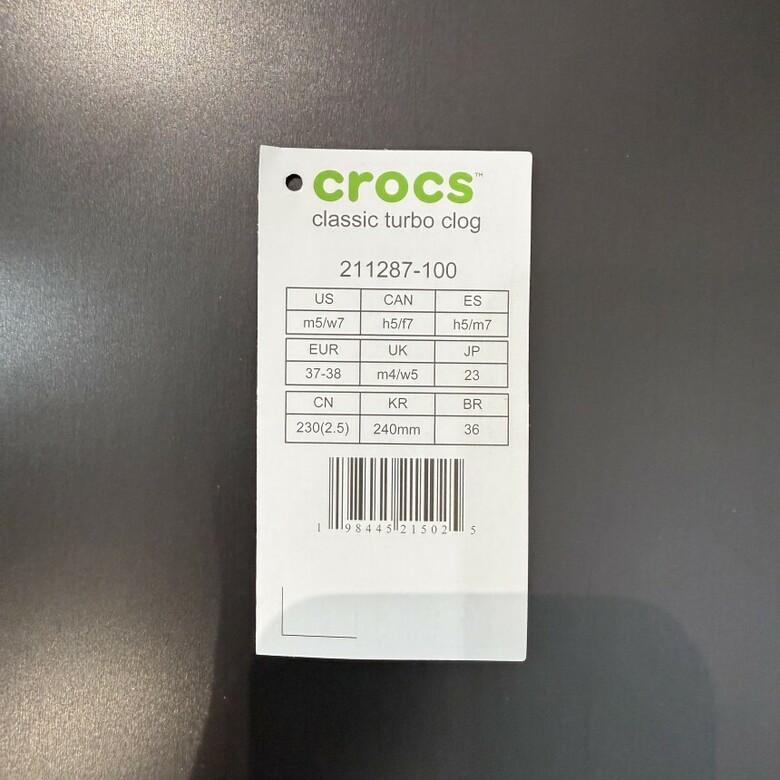 crocs™
classic turbo clog
211287-100
US CAN ES
m5/w7 h5/f7 h5/m7
EUR UK JP
37-38 m4/w5 23
CN KR BR
230(2.5) 240mm 36
1 98445 21502 5